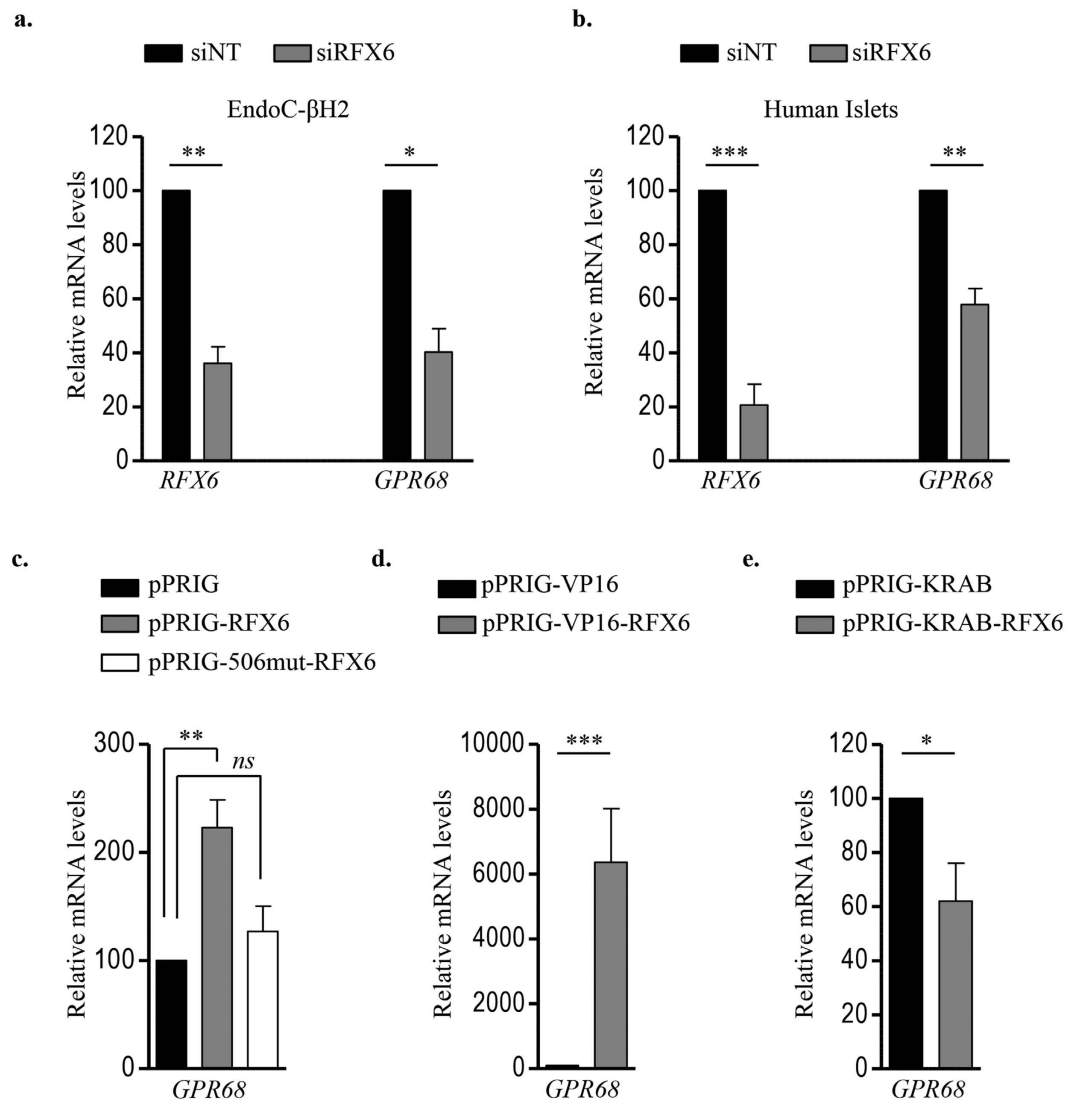 a.
siNT siRFX6
EndoC-βH2
Relative mRNA levels
120
100
80
60
40
20
0
** *
RFX6 GPR68
b.
siNT siRFX6
Human Islets
Relative mRNA levels
120
100
80
60
40
20
0
*** **
RFX6 GPR68
c.
pPRIG
pPRIG-RFX6
pPRIG-506mut-RFX6
Relative mRNA levels
300
200
100
0
**
ns
GPR68
d.
pPRIG-VP16
pPRIG-VP16-RFX6
Relative mRNA levels
10000
8000
6000
4000
2000
0
***
GPR68
e.
pPRIG-KRAB
pPRIG-KRAB-RFX6
Relative mRNA levels
120
100
80
60
40
20
0
*
GPR68